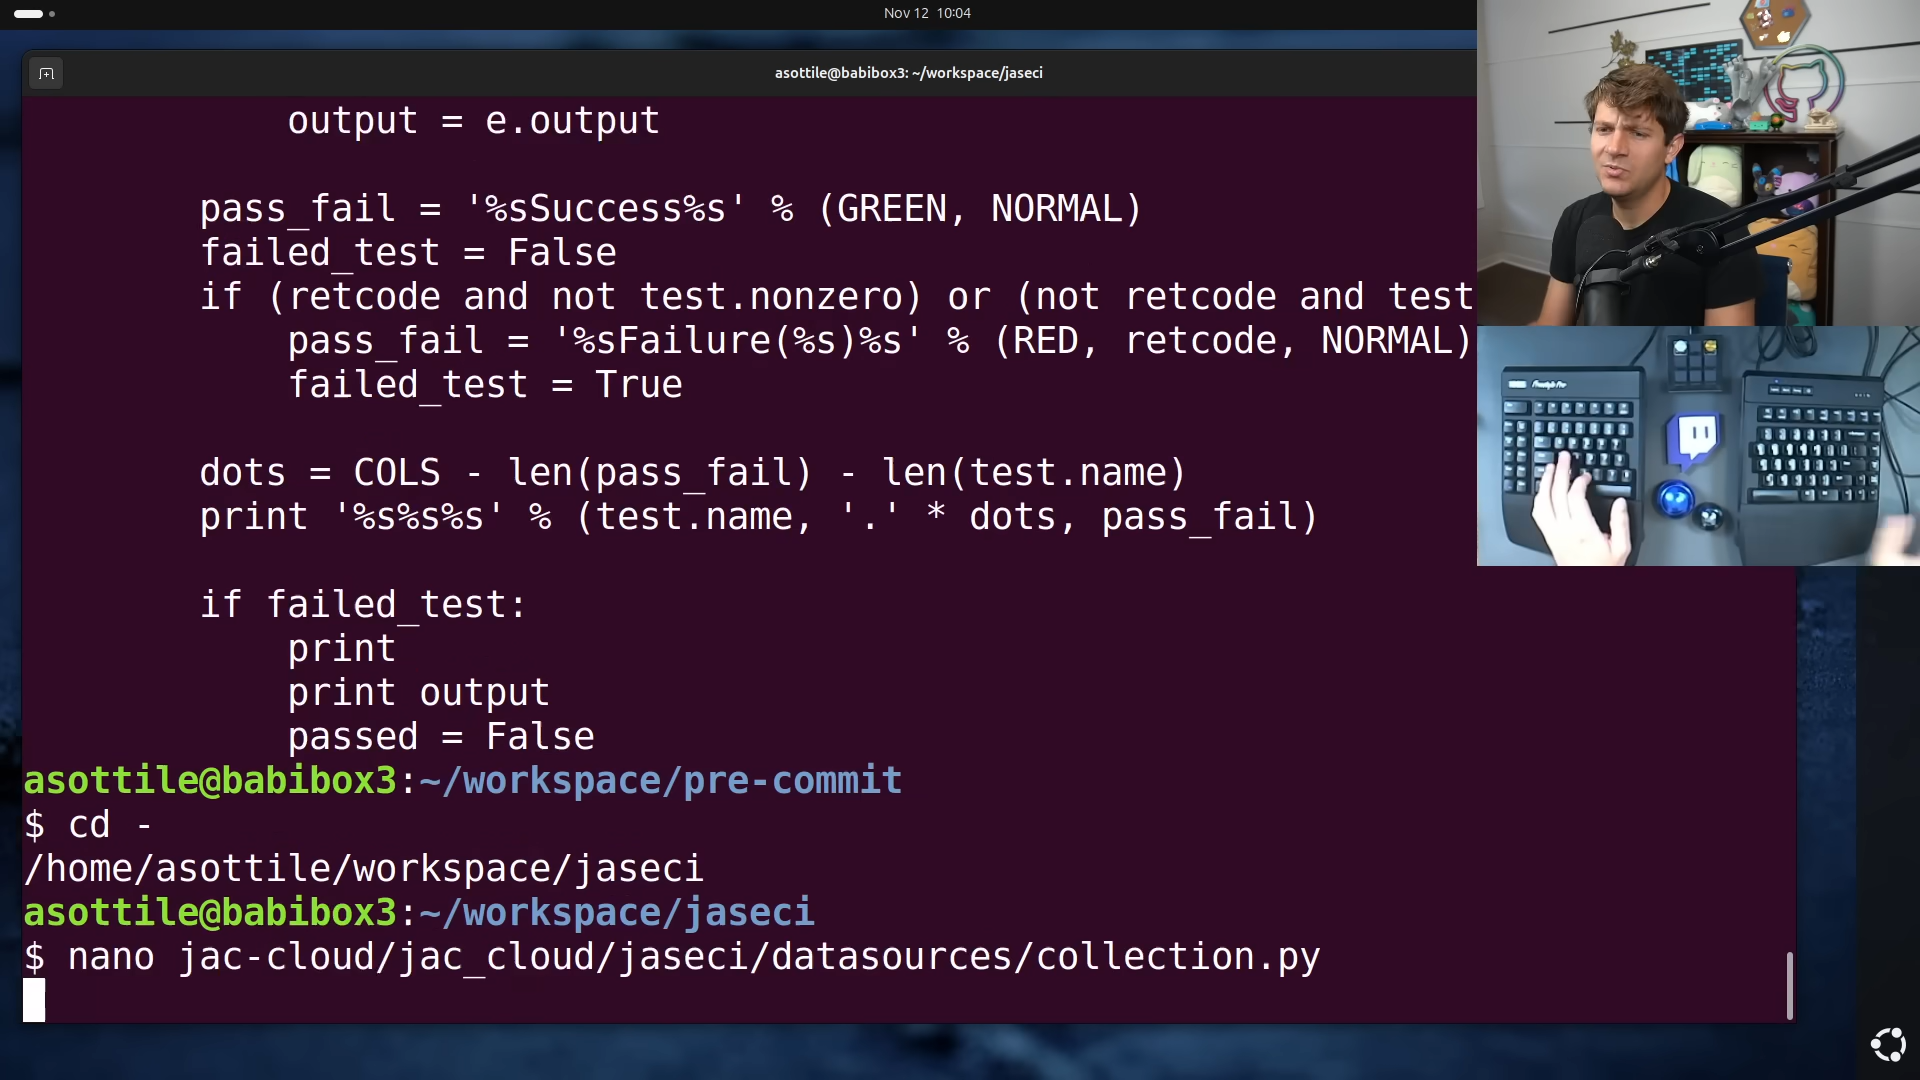 Nov 12 10:04
asottile@babibox3: ~/workspace/jaseci
output = e.output
pass_fail = '%sSuccess%s' % (GREEN, NORMAL)
failed_test = False
if (retcode and not test.nonzero) or (not retcode and test
pass_fail = '%sFailure(%s)%s' % (RED, retcode, NORMAL)
failed_test = True
dots = COLS - len(pass_fail) - len(test.name)
print '%s%s%s' % (test.name, '.' * dots, pass_fail)
if failed_test:
print
print output
passed = False
asottile@babibox3:~/workspace/pre-commit
$ cd -
/home/asottile/workspace/jaseci
asottile@babibox3:~/workspace/jaseci
$ nano jac-cloud/jac_cloud/jaseci/datasources/collection.py